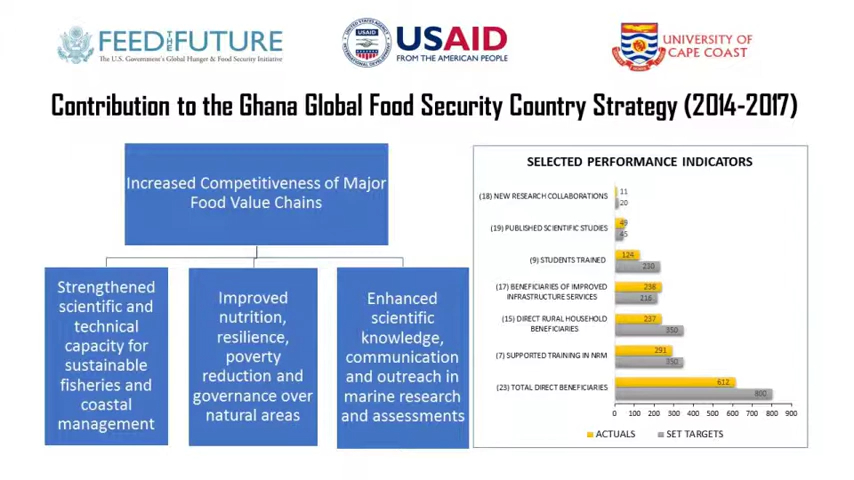 FEED THE FUTURE
The U.S. Government's Global Hunger & Food Security Initiative
UNITED STATES AGENCY
USAID
INTERNATIONAL DEVELOPMENT
USAID
FROM THE AMERICAN PEOPLE
UNIVERSITY OF
CAPE COAST
Contribution to the Ghana Global Food Security Country Strategy (2014-2017)
Increased Competitiveness of Major
Food Value Chains
Strengthened
scientific and
technical
capacity for
sustainable
fisheries and
coastal
management
Improved
nutrition,
resilience,
poverty
reduction and
governance over
natural areas
Enhanced
scientific
knowledge,
communication
and outreach in
marine research
and assessments
SELECTED PERFORMANCE INDICATORS
(18) NEW RESEARCH COLLABORATIONS
11
20
(19) PUBLISHED SCIENTIFIC STUDIES
49
45
(9) STUDENTS TRAINED
124
230
(17) BENEFICIARIES OF IMPROVED
INFRASTRUCTURE SERVICES
238
216
(15) DIRECT RURAL HOUSEHOLD
BENEFICIARIES
237
350
(7) SUPPORTED TRAINING IN NRM
291
350
(23) TOTAL DIRECT BENEFICIARIES
612
800
0 100 200 300 400 500 600 700 800 900
ACTUALS SET TARGETS